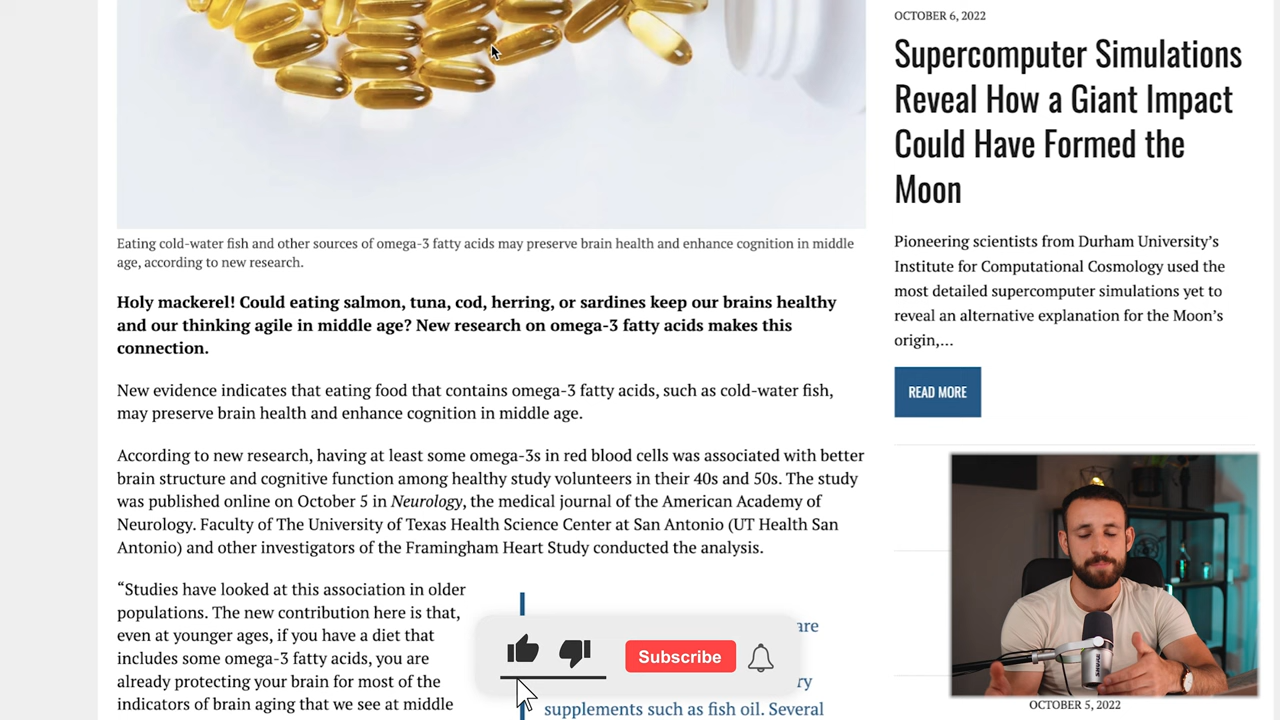 Eating cold-water fish and other sources of omega-3 fatty acids may preserve brain health and enhance cognition in middle
age, according to new research.
Holy mackerel! Could eating salmon, tuna, cod, herring, or sardines keep our brains healthy
and our thinking agile in middle age? New research on omega-3 fatty acids makes this
connection.
New evidence indicates that eating food that contains omega-3 fatty acids, such as cold-water fish,
may preserve brain health and enhance cognition in middle age.
According to new research, having at least some omega-3s in red blood cells was associated with better
brain structure and cognitive function among healthy study volunteers in their 40s and 50s. The study
was published online on October 5 in Neurology, the medical journal of the American Academy of
Neurology. Faculty of The University of Texas Health Science Center at San Antonio (UT Health San
Antonio) and other investigators of the Framingham Heart Study conducted the analysis.
“Studies have looked at this association in older
populations. The new contribution here is that,
even at younger ages, if you have a diet that
includes some omega-3 fatty acids, you are
already protecting your brain for most of the
indicators of brain aging that we see at middle
are
ry
supplements such as fish oil. Several
Subscribe
OCTOBER 6, 2022
Supercomputer Simulations
Reveal How a Giant Impact
Could Have Formed the
Moon
Pioneering scientists from Durham University’s
Institute for Computational Cosmology used the
most detailed supercomputer simulations yet to
reveal an alternative explanation for the Moon’s
origin,...
READ MORE
SHURE
OCTOBER 5, 2022